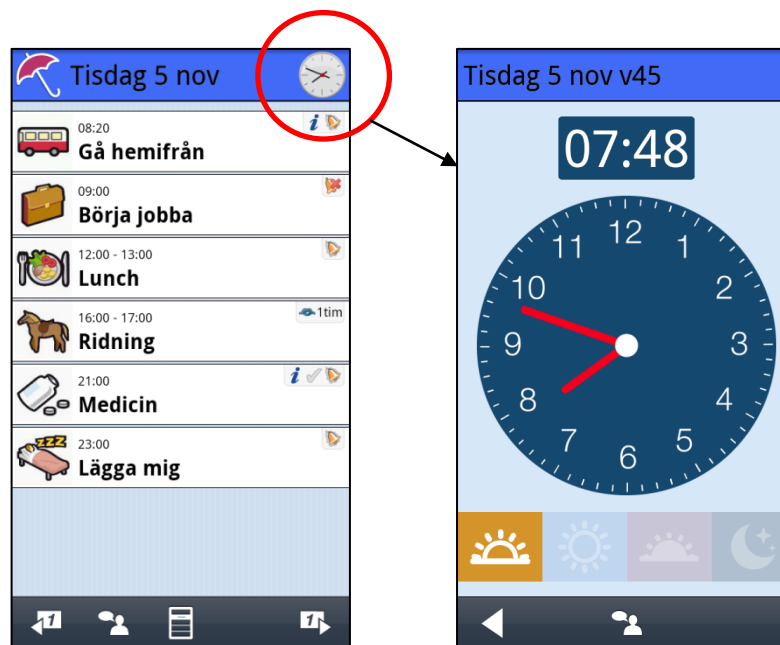 Tisdag 5 nov
08:20
Gå hemifrån
09:00
Börja jobba
12:00 - 13:00
Lunch
16:00 - 17:00
1tim
Ridning
21:00
Medicin
23:00
Lägga mig
1
1
Tisdag 5 nov v45
07:48
12
1
2
3
4
5
6
7
8
9
10
11